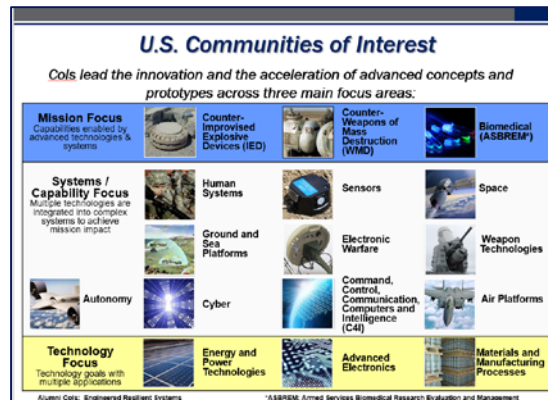 U.S. Communities of Interest
CoIs lead the innovation and the acceleration of advanced concepts and
prototypes across three main focus areas:
Mission Focus
Capabilities enabled by
advanced technologies &
systems
Counter-
Improvised
Explosive
Devices (IED)
Counter-
Weapons of
Mass
Destruction
(WMD)
Biomedical
(ASBREM*)
Systems /
Capability Focus
Multiple technologies are
integrated into complex
systems to achieve
mission impact
Human
Systems
Sensors
Space
Ground and
Sea
Platforms
Electronic
Warfare
Weapon
Technologies
Autonomy
Cyber
Command,
Control,
Communication,
Computers and
Intelligence
(C4I)
Air Platforms
Technology
Focus
Technology goals with
multiple applications
Energy and
Power
Technologies
Advanced
Electronics
Materials and
Manufacturing
Processes
Alumni CoIs: Engineered Resilient Systems
*ASBREM: Armed Services Biomedical Research Evaluation and Management